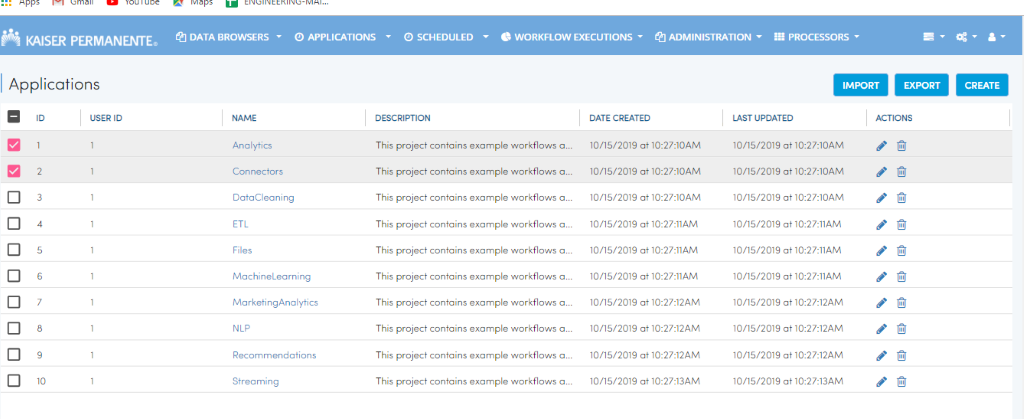 Apps Gmail YouTube Maps ENGINEERING-MAT...
KAISER PERMANENTE® DATA BROWSERS APPLICATIONS SCHEDULED WORKFLOW EXECUTIONS ADMINISTRATION PROCESSORS
Applications IMPORT EXPORT CREATE
ID USER ID NAME DESCRIPTION DATE CREATED LAST UPDATED ACTIONS
1 1 Analytics This project contains example workflows a... 10/15/2019 at 10:27:10AM 10/15/2019 at 10:27:10AM
2 1 Connectors This project contains example workflows a... 10/15/2019 at 10:27:10AM 10/15/2019 at 10:27:10AM
3 1 DataCleaning This project contains example workflows a... 10/15/2019 at 10:27:10AM 10/15/2019 at 10:27:10AM
4 1 ETL This project contains example workflows a... 10/15/2019 at 10:27:11AM 10/15/2019 at 10:27:11AM
5 1 Files This project contains example workflows a... 10/15/2019 at 10:27:11AM 10/15/2019 at 10:27:11AM
6 1 MachineLearning This project contains example workflows a... 10/15/2019 at 10:27:11AM 10/15/2019 at 10:27:11AM
7 1 MarketingAnalytics This project contains example workflows a... 10/15/2019 at 10:27:12AM 10/15/2019 at 10:27:12AM
8 1 NLP This project contains example workflows a... 10/15/2019 at 10:27:12AM 10/15/2019 at 10:27:12AM
9 1 Recommendations This project contains example workflows a... 10/15/2019 at 10:27:12AM 10/15/2019 at 10:27:12AM
10 1 Streaming This project contains example workflows a... 10/15/2019 at 10:27:13AM 10/15/2019 at 10:27:13AM